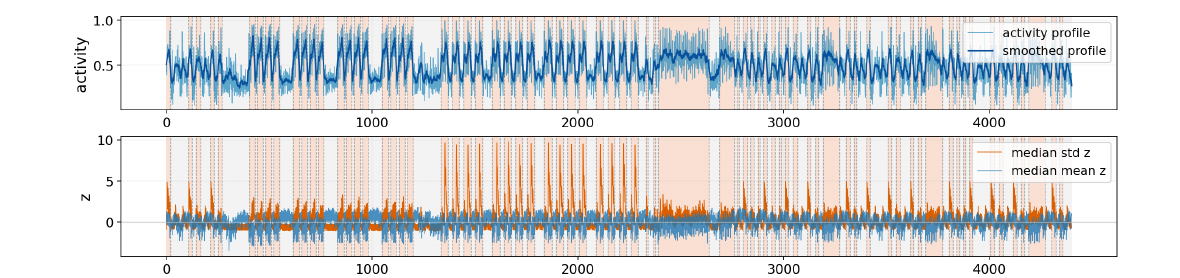 activity
1.0
0.5
activity profile
smoothed profile
0 1000 2000 3000 4000
z
10
5
0
median std z
median mean z
0 1000 2000 3000 4000